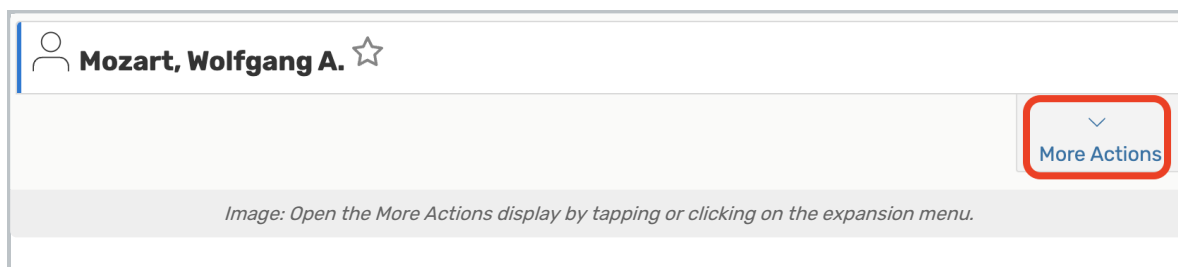 Mozart, Wolfgang A.
More Actions
Image: Open the More Actions display by tapping or clicking on the expansion menu.